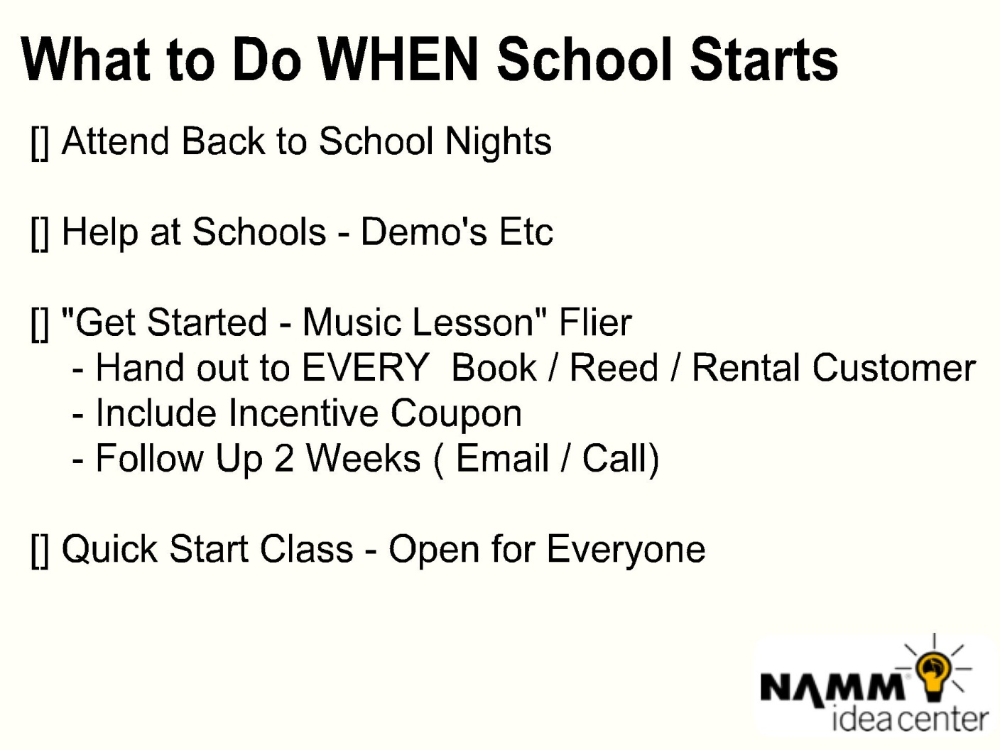 What to Do WHEN School Starts
[] Attend Back to School Nights
[] Help at Schools - Demo's Etc
[] "Get Started - Music Lesson" Flier
- Hand out to EVERY  Book / Reed / Rental Customer
- Include Incentive Coupon
- Follow Up 2 Weeks ( Email / Call)
[] Quick Start Class - Open for Everyone
NAMM®
idea center